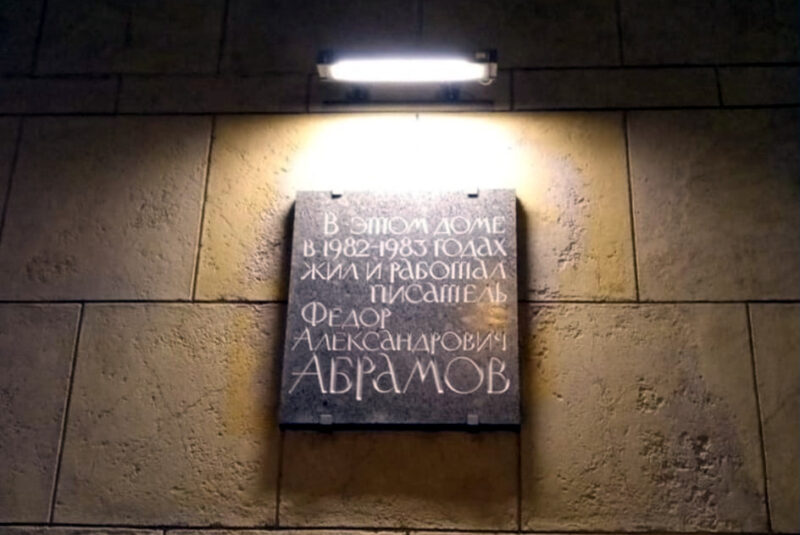 В этом доме
в 1982-1983 годах
жил и работал
писатель
Федор
Александрович
АБРАМОВ